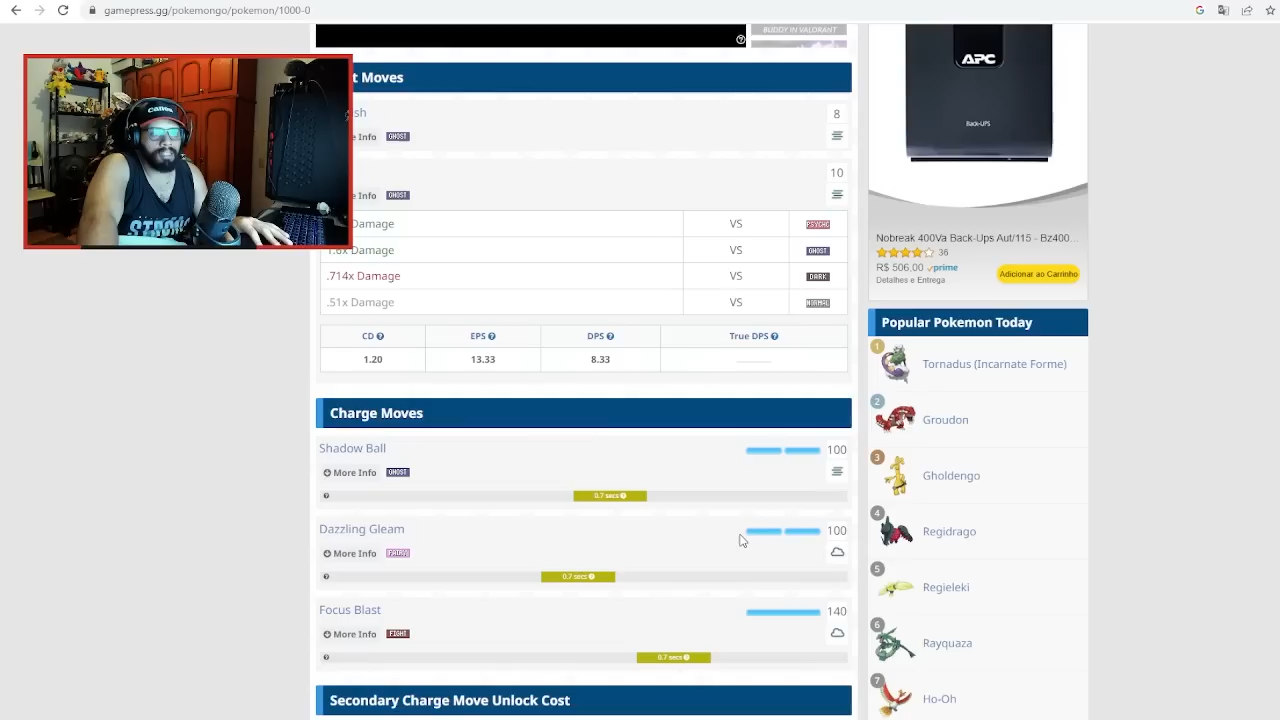 gamepress.gg/pokemongo/pokemon/1000-0
BUDDY IN VALORANT
t Moves
sh
8
e Info GHOST
10
e Info GHOST
Damage VS PSYCHC
1.6x Damage VS GHOST
.714x Damage VS DARK
.51x Damage VS NORMAL
CD EPS DPS True DPS
1.20 13.33 8.33
Charge Moves
Shadow Ball 100
More Info GHOST
0.7 secs
Dazzling Gleam 100
More Info FAIRY
0.7 secs
Focus Blast 140
More Info FIGHT
0.7 secs
Secondary Charge Move Unlock Cost
Canon
APC
Back-UPS
Nobreak 400Va Back-Ups Aut/115 - Bz400...
36
R$ 506,00 prime
Adicionar ao Carrinho
Detalhes e Entrega
Popular Pokemon Today
1 Tornadus (Incarnate Forme)
2 Groudon
3 Gholdengo
4 Regidrago
5 Regieleki
6 Rayquaza
7 Ho-Oh